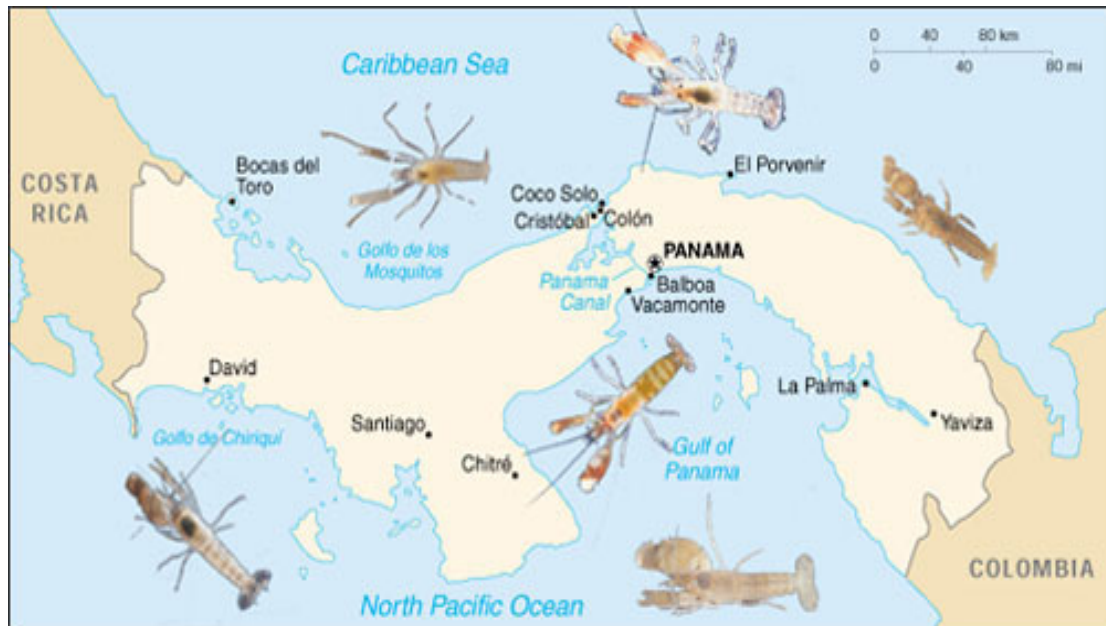 0 40 80 km
0 40 80 mi
Caribbean Sea
Bocas del
Toro
El Porvenir
COSTA
RICA
Coco Solo
Cristóbal
Colón
Golfo de los
Mosquitos
PANAMA
Panama
Canal
Balboa
Vacamonte
David
La Palma
Santiago
Yaviza
Golfo de Chiriquí
Gulf of
Panama
Chitré
COLOMBIA
North Pacific Ocean